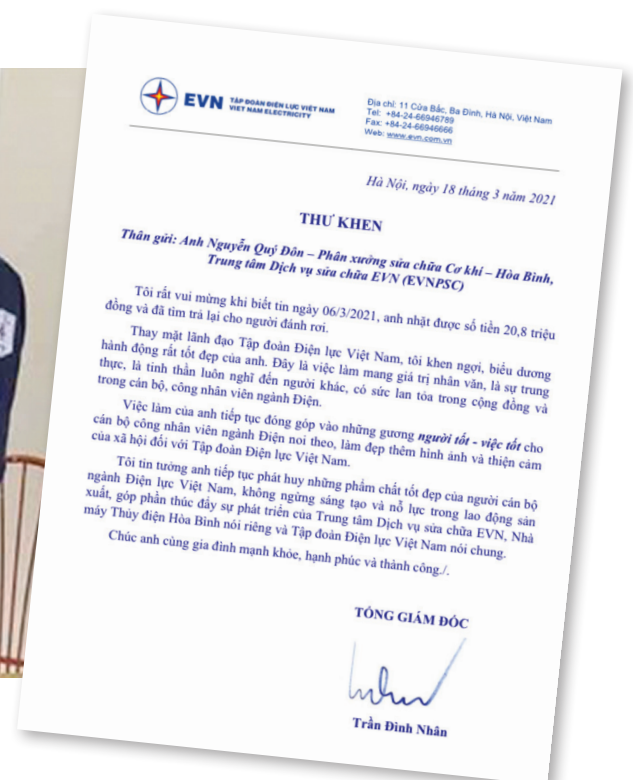 EVN TẬP ĐOÀN ĐIỆN LỰC VIỆT NAM
VIET NAM ELECTRICITY
Địa chỉ: 11 Cửa Bắc, Ba Đình, Hà Nội, Việt Nam
Tel: +84-24-66946789
Fax: +84-24-66946666
Web: www.evn.com.vn
Hà Nội, ngày 18 tháng 3 năm 2021
THƯ KHEN
Thân gửi: Anh Nguyễn Quý Đôn – Phân xưởng sửa chữa Cơ khí – Hòa Bình,
Trung tâm Dịch vụ sửa chữa EVN (EVNPSC)
Tôi rất vui mừng khi biết tin ngày 06/3/2021, anh nhặt được số tiền 20,8 triệu
đồng và đã tìm trả lại cho người đánh rơi.
Thay mặt lãnh đạo Tập đoàn Điện lực Việt Nam, tôi khen ngợi, biểu dương
hành động rất tốt đẹp của anh. Đây là việc làm mang giá trị nhân văn, là sự trung
thực, là tinh thần luôn nghĩ đến người khác, có sức lan tỏa trong cộng đồng và
trong cán bộ, công nhân viên ngành Điện.
Việc làm của anh tiếp tục đóng góp vào những gương người tốt - việc tốt cho
cán bộ công nhân viên ngành Điện noi theo, làm đẹp thêm hình ảnh và thiện cảm
của xã hội đối với Tập đoàn Điện lực Việt Nam.
Tôi tin tưởng anh tiếp tục phát huy những phẩm chất tốt đẹp của người cán bộ
ngành Điện lực Việt Nam, không ngừng sáng tạo và nỗ lực trong lao động sản
xuất, góp phần thúc đẩy sự phát triển của Trung tâm Dịch vụ sửa chữa EVN, Nhà
máy Thủy điện Hòa Bình nói riêng và Tập đoàn Điện lực Việt Nam nói chung.
Chúc anh cùng gia đình mạnh khỏe, hạnh phúc và thành công./.
TỔNG GIÁM ĐỐC
Trần Đình Nhân